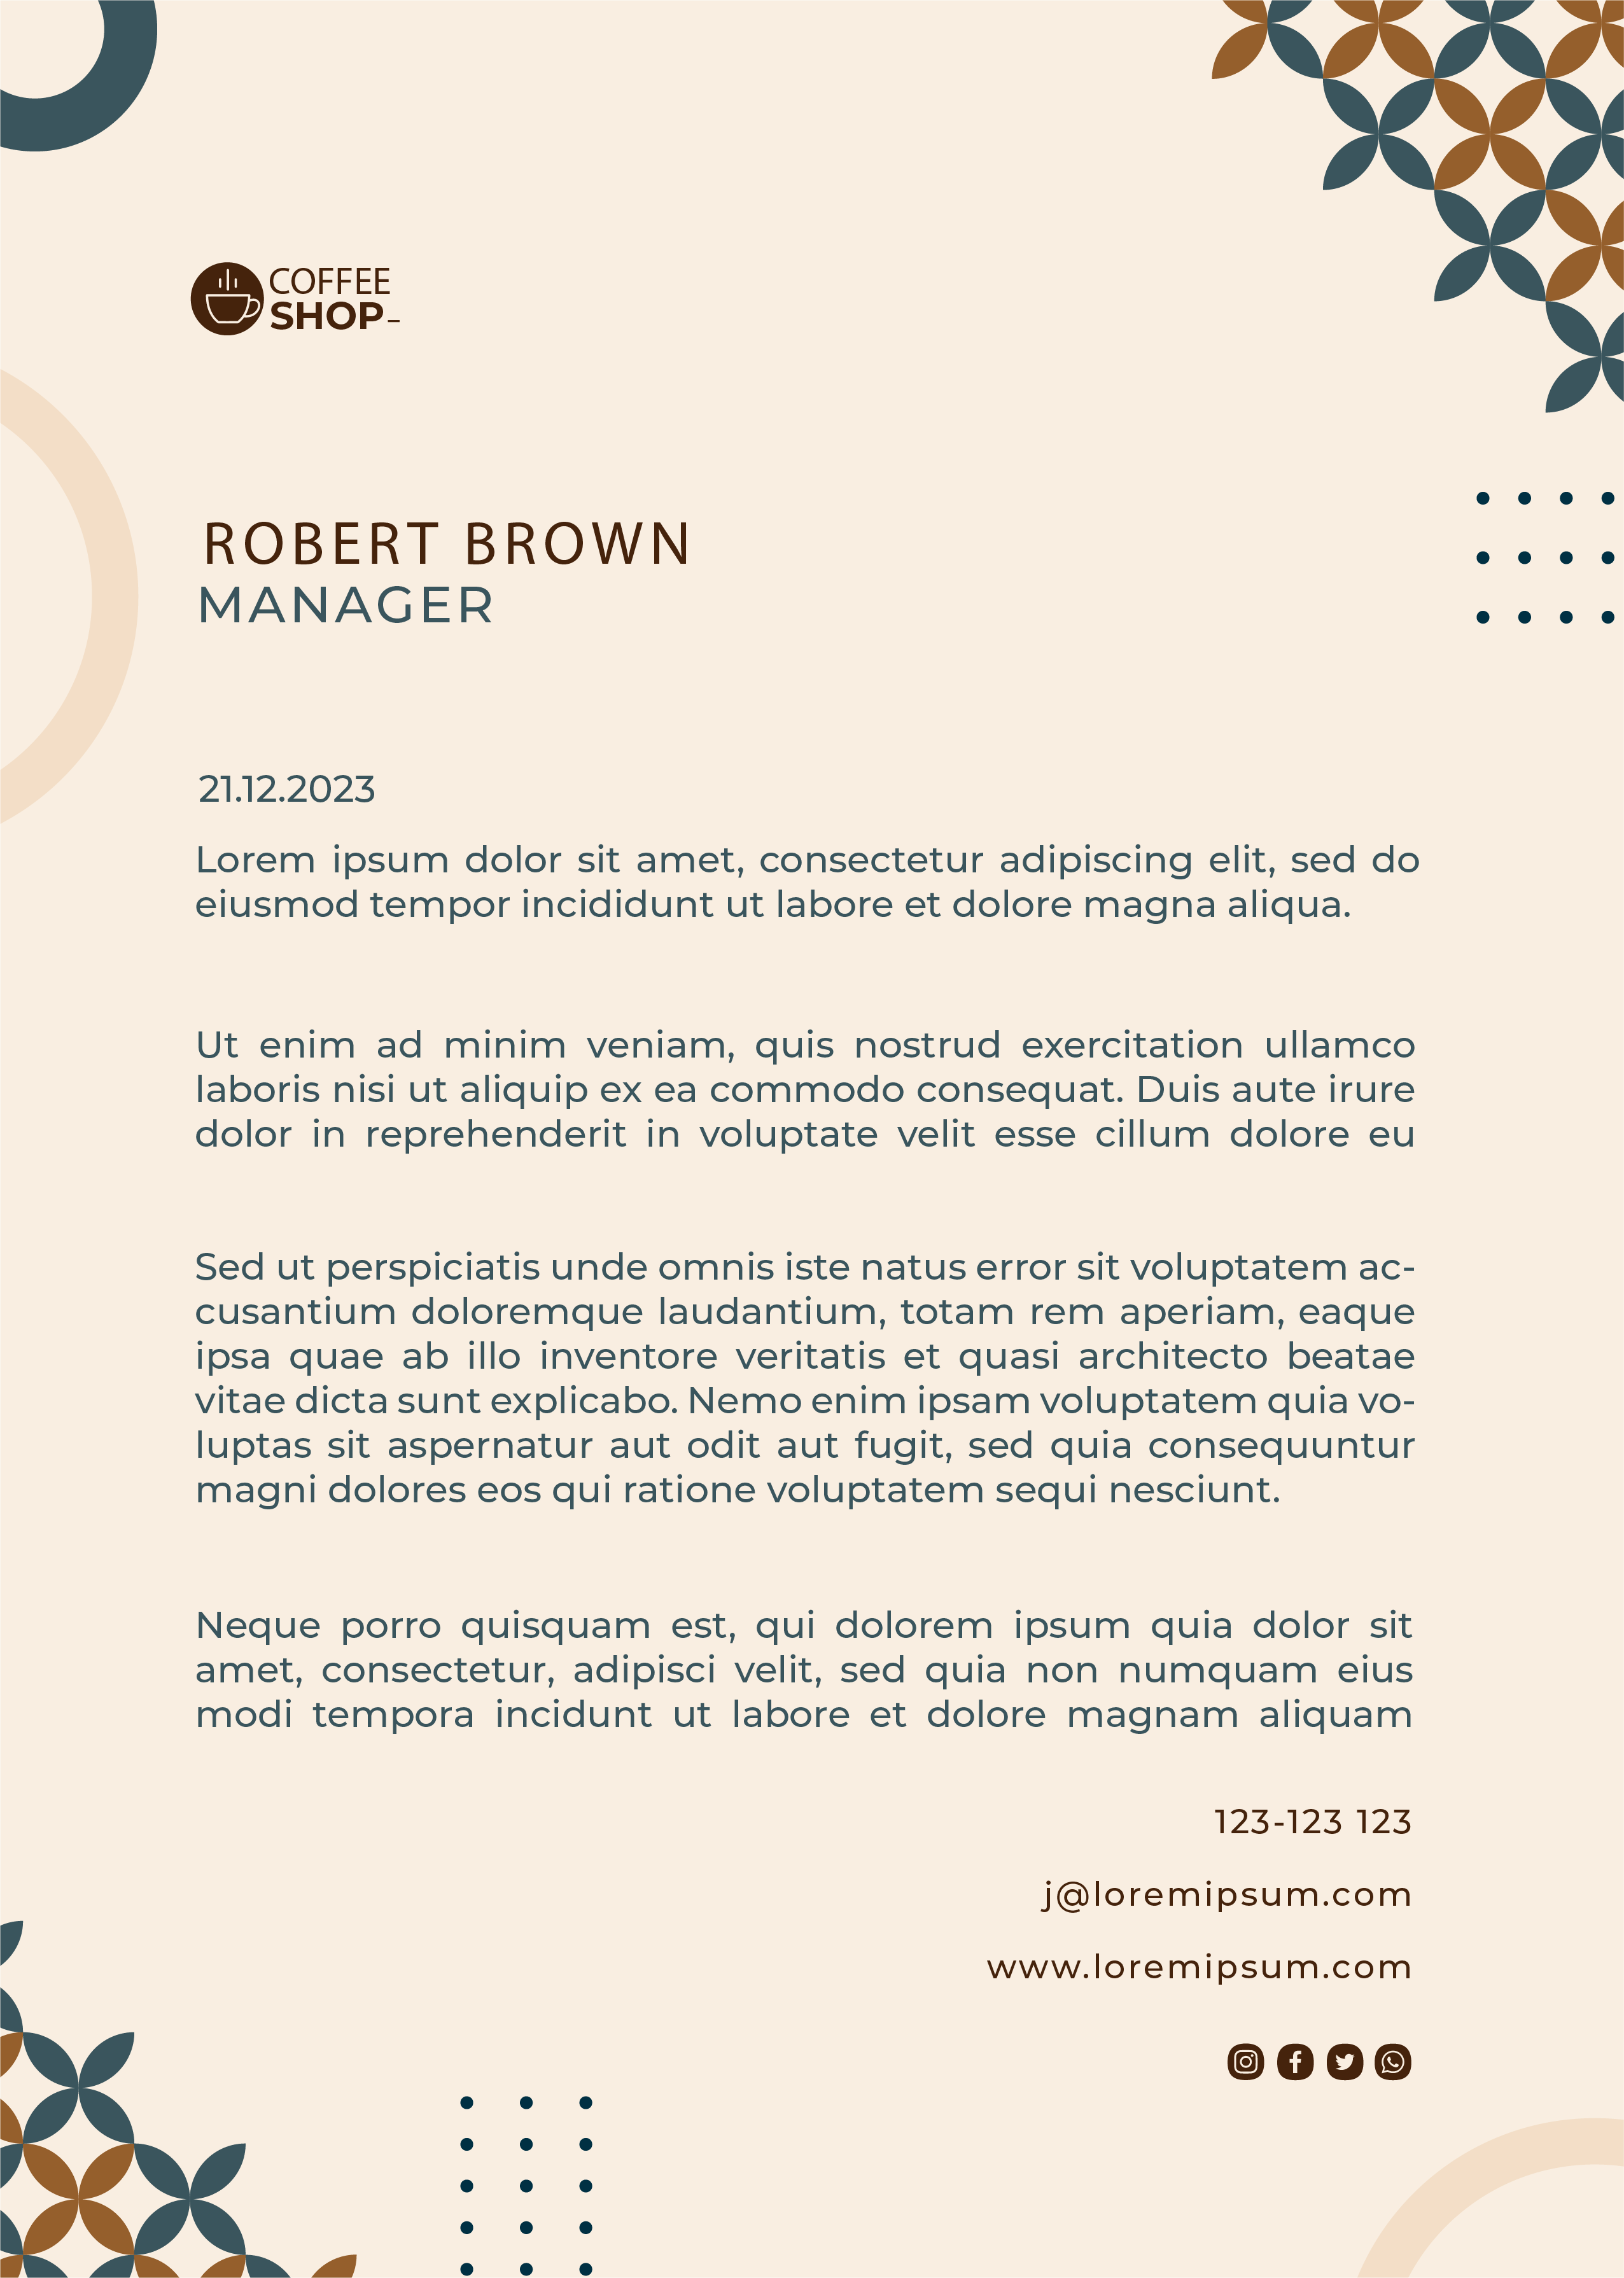 COFFEE
SHOP-
ROBERT BROWN
MANAGER
21.12.2023
Lorem ipsum dolor sit amet, consectetur adipiscing elit, sed do
eiusmod tempor incididunt ut labore et dolore magna aliqua.
Ut enim ad minim veniam, quis nostrud exercitation ullamco
laboris nisi ut aliquip ex ea commodo consequat. Duis aute irure
dolor in reprehenderit in voluptate velit esse cillum dolore eu
Sed ut perspiciatis unde omnis iste natus error sit voluptatem ac-
cusantium doloremque laudantium, totam rem aperiam, eaque
ipsa quae ab illo inventore veritatis et quasi architecto beatae
vitae dicta sunt explicabo. Nemo enim ipsam voluptatem quia vo-
luptas sit aspernatur aut odit aut fugit, sed quia consequuntur
magni dolores eos qui ratione voluptatem sequi nesciunt.
Neque porro quisquam est, qui dolorem ipsum quia dolor sit
amet, consectetur, adipisci velit, sed quia non numquam eius
modi tempora incidunt ut labore et dolore magnam aliquam
123-123 123
j@loremipsum.com
www.loremipsum.com